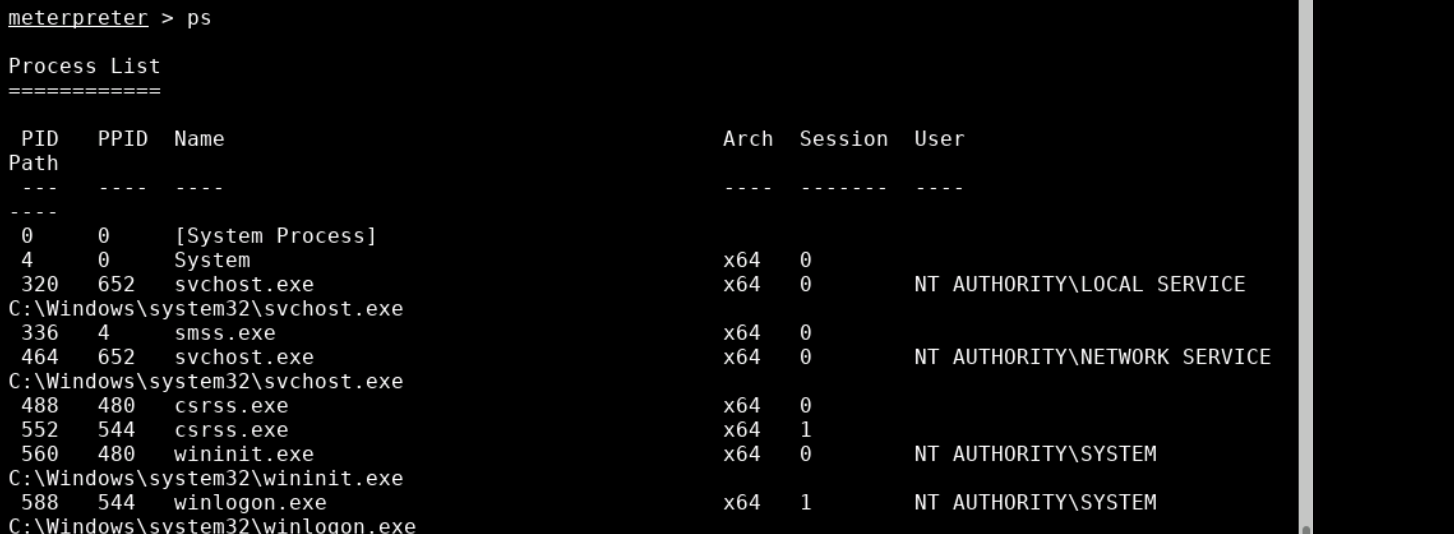 meterpreter > ps
Process List
============
PID PPID Name Arch Session User
Path
--- ---- ---- ---- ------- ----
----
0 0 [System Process]
4 0 System x64 0
320 652 svchost.exe x64 0 NT AUTHORITY\LOCAL SERVICE
C:\Windows\system32\svchost.exe
336 4 smss.exe x64 0
464 652 svchost.exe x64 0 NT AUTHORITY\NETWORK SERVICE
C:\Windows\system32\svchost.exe
488 480 csrss.exe x64 0
552 544 csrss.exe x64 1
560 480 wininit.exe x64 0 NT AUTHORITY\SYSTEM
C:\Windows\system32\wininit.exe
588 544 winlogon.exe x64 1 NT AUTHORITY\SYSTEM
C:\Windows\system32\winlogon.exe